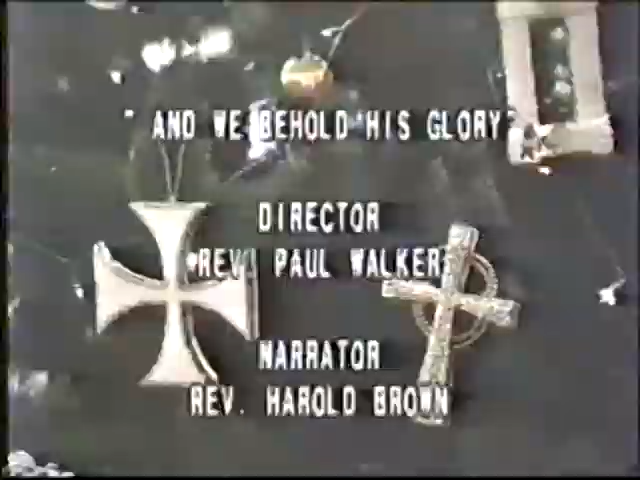 " AND WE BEHOLD HIS GLORY"
DIRECTOR
REV. PAUL WALKER
NARRATOR
REV. HAROLD BROWN